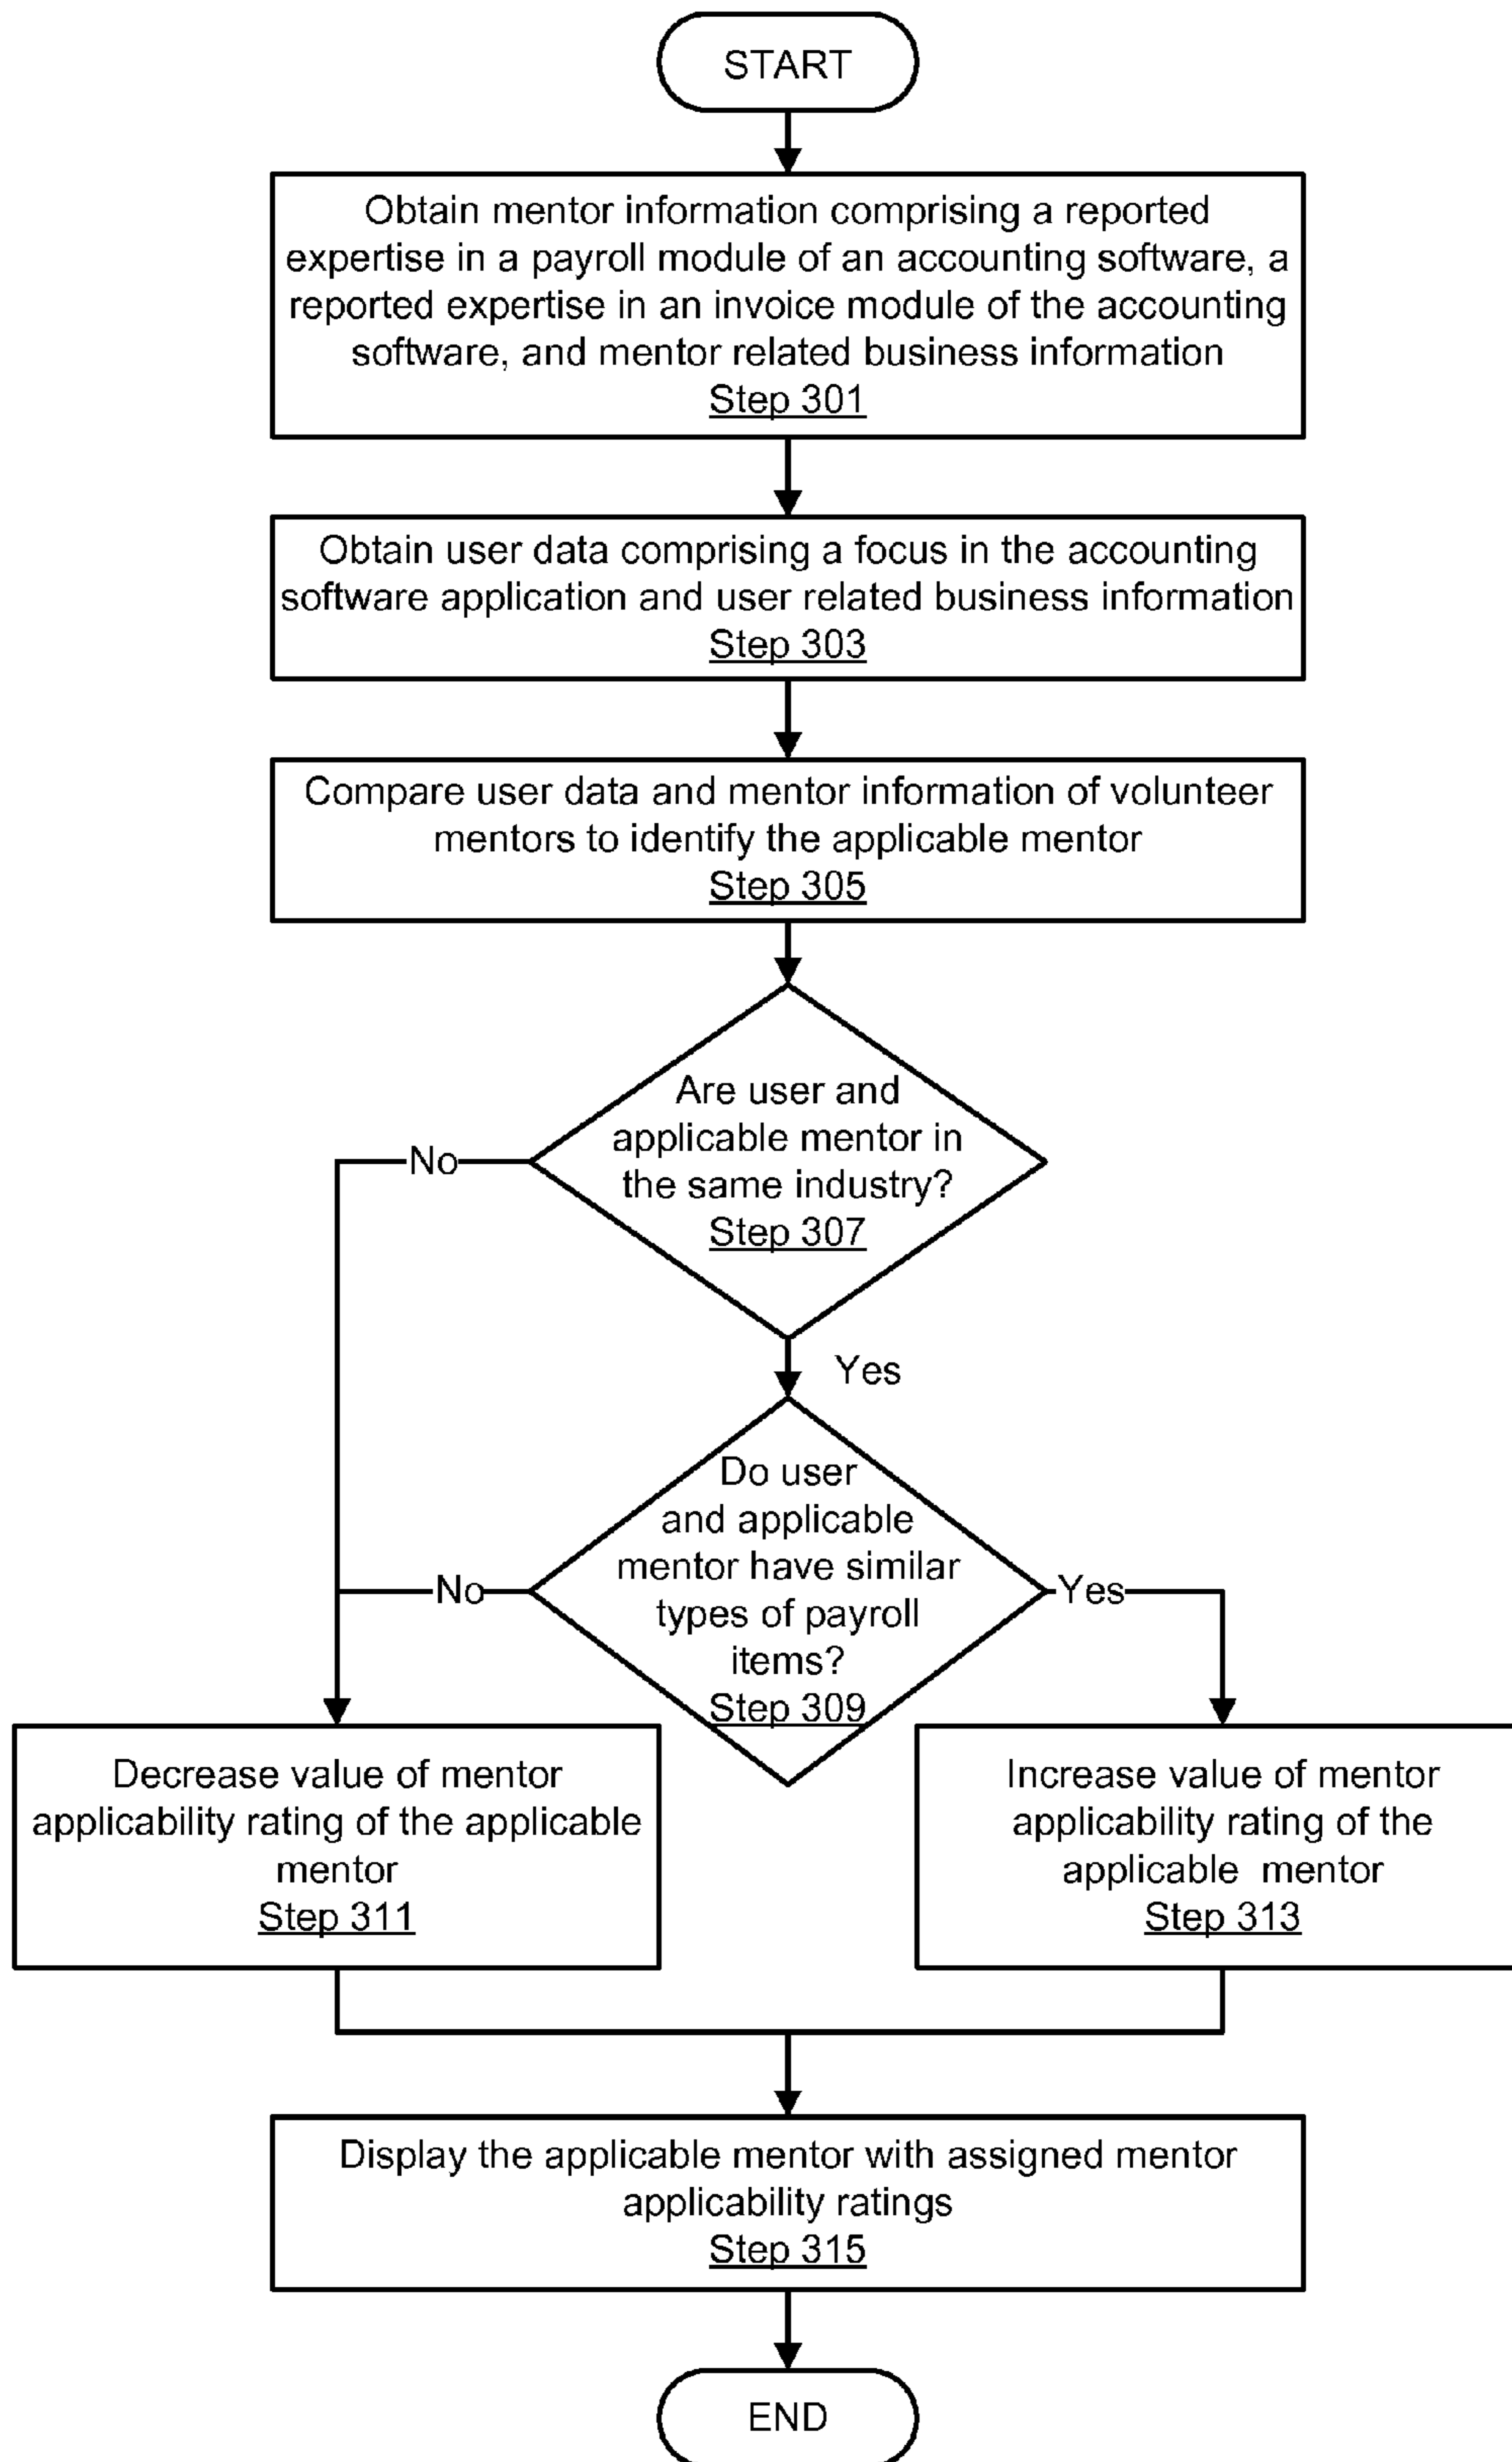 START
Obtain mentor information comprising a reported
expertise in a payroll module of an accounting software, a
reported expertise in an invoice module of the accounting
software, and mentor related business information
Step 301
Obtain user data comprising a focus in the accounting
software application and user related business information
Step 303
Compare user data and mentor information of volunteer
mentors to identify the applicable mentor
Step 305
Are user and
applicable mentor in
the same industry?
Step 307
No
Yes
Do user
and applicable
mentor have similar
types of payroll
items?
Step 309
No
Yes
Decrease value of mentor
applicability rating of the applicable
mentor
Step 311
Increase value of mentor
applicability rating of the
applicable mentor
Step 313
Display the applicable mentor with assigned mentor
applicability ratings
Step 315
END